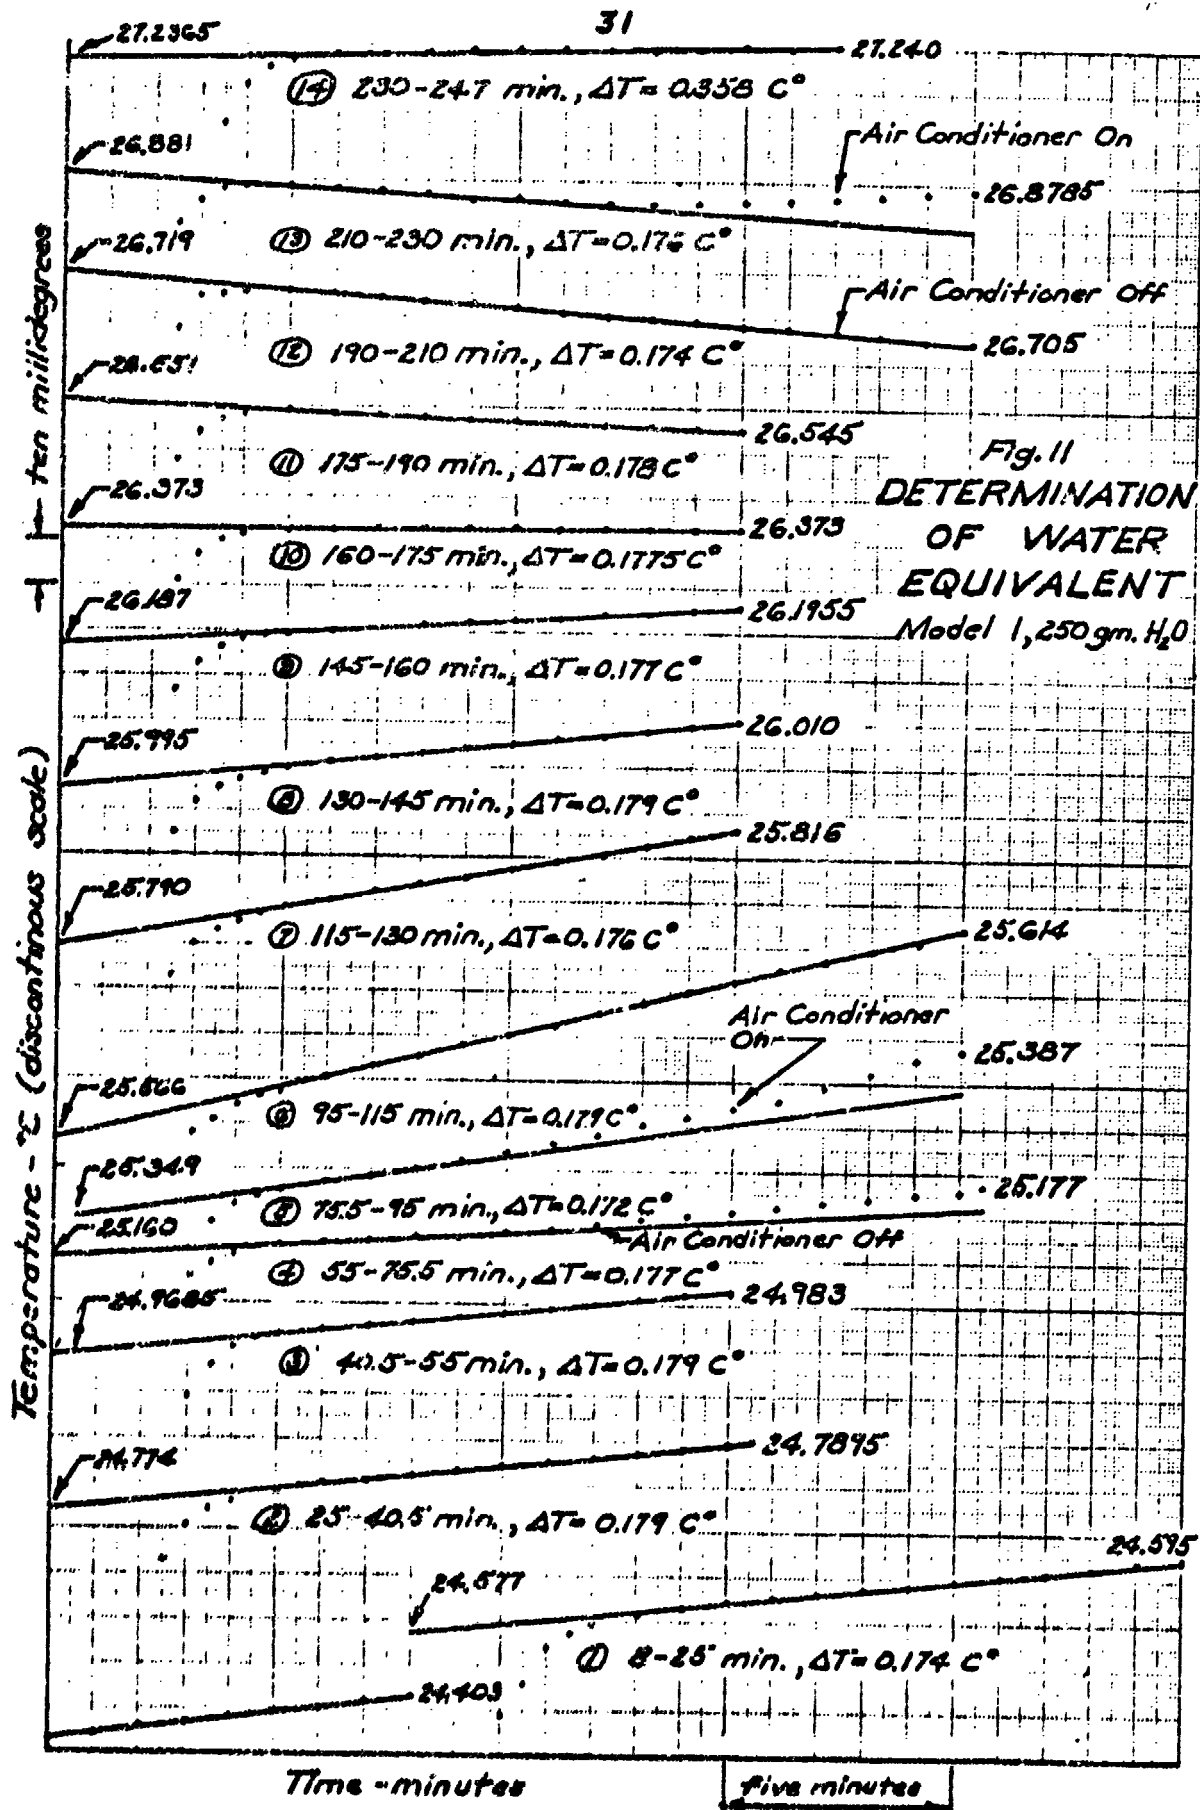 31
27.2365
27.240
⑭ 230-24.7 min., ΔT= 0.358 C°
26.881
Air Conditioner On
26.8785
26.719
⑬ 210-230 min., ΔT=0.176 C°
Air Conditioner Off
⑫ 190-210 min., ΔT=0.174 C°
26.705
26.545
⑪ 175-190 min., ΔT=0.178 C°
Fig. 11
26.373
DETERMINATION
26.373
OF WATER
⑩ 160-175 min., ΔT=0.1775 C°
EQUIVALENT
26.187
26.1955
Model 1, 250 gm. H₂O
⑨ 145-160 min., ΔT=0.177 C°
25.995
26.010
⑧ 130-145 min., ΔT=0.179 C°
25.816
25.790
⑦ 115-130 min., ΔT=0.176 C°
25.614
Air Conditioner
On
25.387
25.566
⑥ 95-115 min., ΔT=0.179 C°
25.349
25.177
⑤ 75.5-95 min., ΔT=0.172 C°
25.160
Air Conditioner Off
④ 55-75.5 min., ΔT=0.177 C°
24.9685
24.983
③ 40.5-55 min., ΔT=0.179 C°
24.774
24.7895
② 25-40.5 min., ΔT= 0.179 C°
24.595
24.577
① 8-25 min., ΔT=0.174 C°
24.403
Time - minutes
five minutes
Temperature - °C (discontinous scale)
ten millidegrees